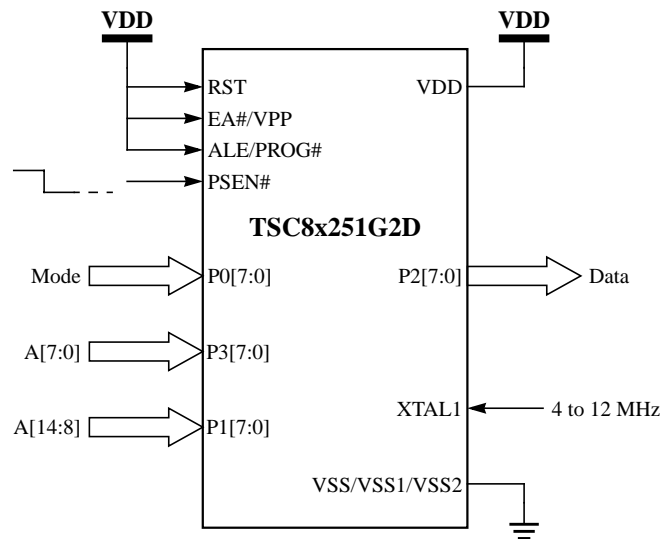 VDD VDD
RST VDD
EA#/VPP
ALE/PROG#
PSEN#
TSC8x251G2D
Mode P0[7:0] P2[7:0] Data
A[7:0] P3[7:0]
XTAL1 4 to 12 MHz
A[14:8] P1[7:0]
VSS/VSS1/VSS2